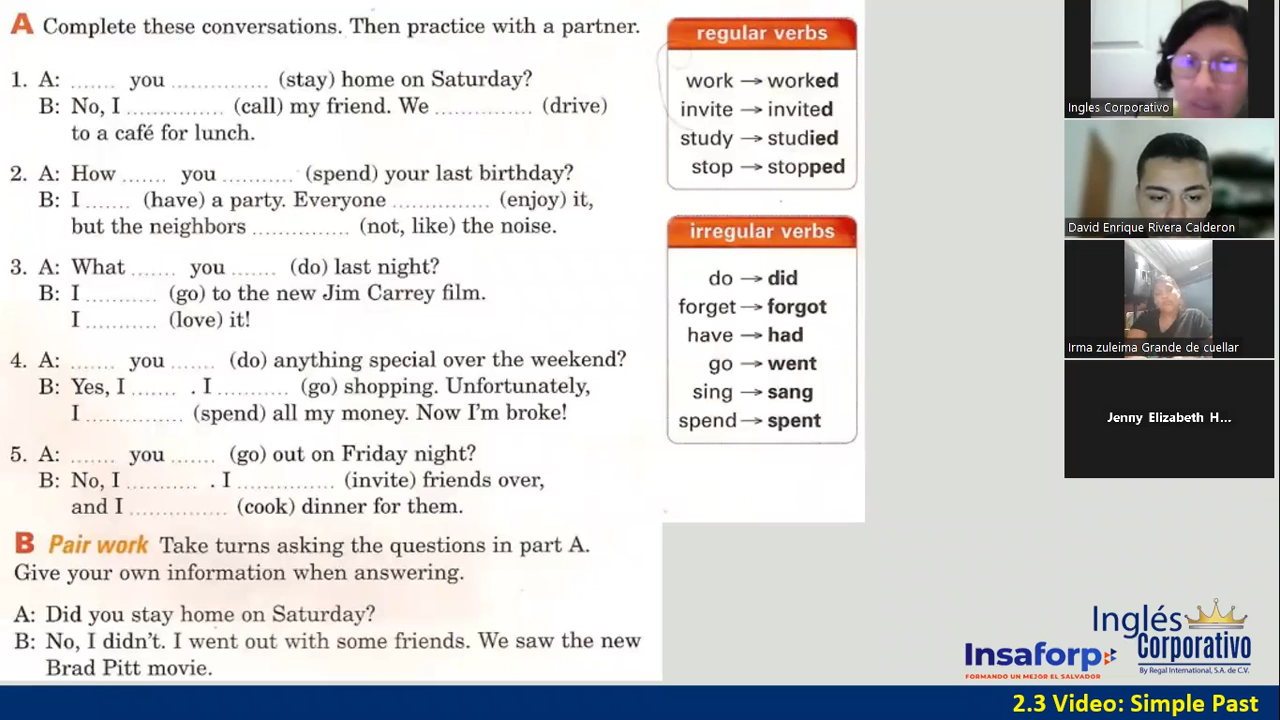 A Complete these conversations. Then practice with a partner.
1. A: ....... you ............... (stay) home on Saturday?
B: No, I ............... (call) my friend. We ............... (drive)
to a café for lunch.
2. A: How ....... you ........... (spend) your last birthday?
B: I ....... (have) a party. Everyone .............. (enjoy) it,
but the neighbors .............. (not, like) the noise.
3. A: What ....... you ....... (do) last night?
B: I ........... (go) to the new Jim Carrey film.
I ........... (love) it!
4. A: ....... you ....... (do) anything special over the weekend?
B: Yes, I ....... . I ........... (go) shopping. Unfortunately,
I ............... (spend) all my money. Now I'm broke!
5. A: ....... you ....... (go) out on Friday night?
B: No, I ........... . I ............... (invite) friends over,
and I ............... (cook) dinner for them.
B Pair work Take turns asking the questions in part A.
Give your own information when answering.
A: Did you stay home on Saturday?
B: No, I didn't. I went out with some friends. We saw the new
Brad Pitt movie.
regular verbs
work → worked
invite → invited
study → studied
stop → stopped
irregular verbs
do → did
forget → forgot
have → had
go → went
sing → sang
spend → spent
Ingles Corporativo
David Enrique Rivera Calderon
Irma zuleima Grande de cuellar
Jenny Elizabeth H...
Insaforp
FORMANDO UN MEJOR EL SALVADOR
Inglés
Corporativo
By Regal International, S.A. de C.V.
2.3 Video: Simple Past